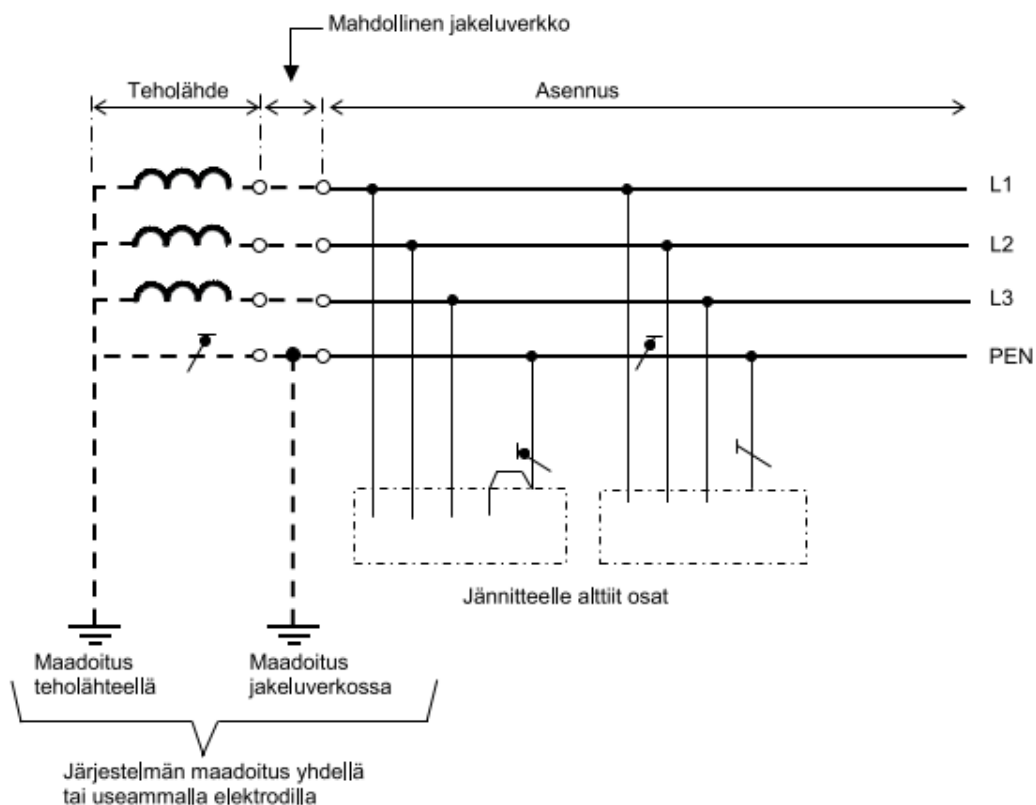 Mahdollinen jakeluverkko
Teholähde
Asennus
L1
L2
L3
PEN
Jännitteelle alttiit osat
Maadoitus
teholähteellä
Maadoitus
jakeluverkossa
Järjestelmän maadoitus yhdellä
tai useammalla elektrodilla